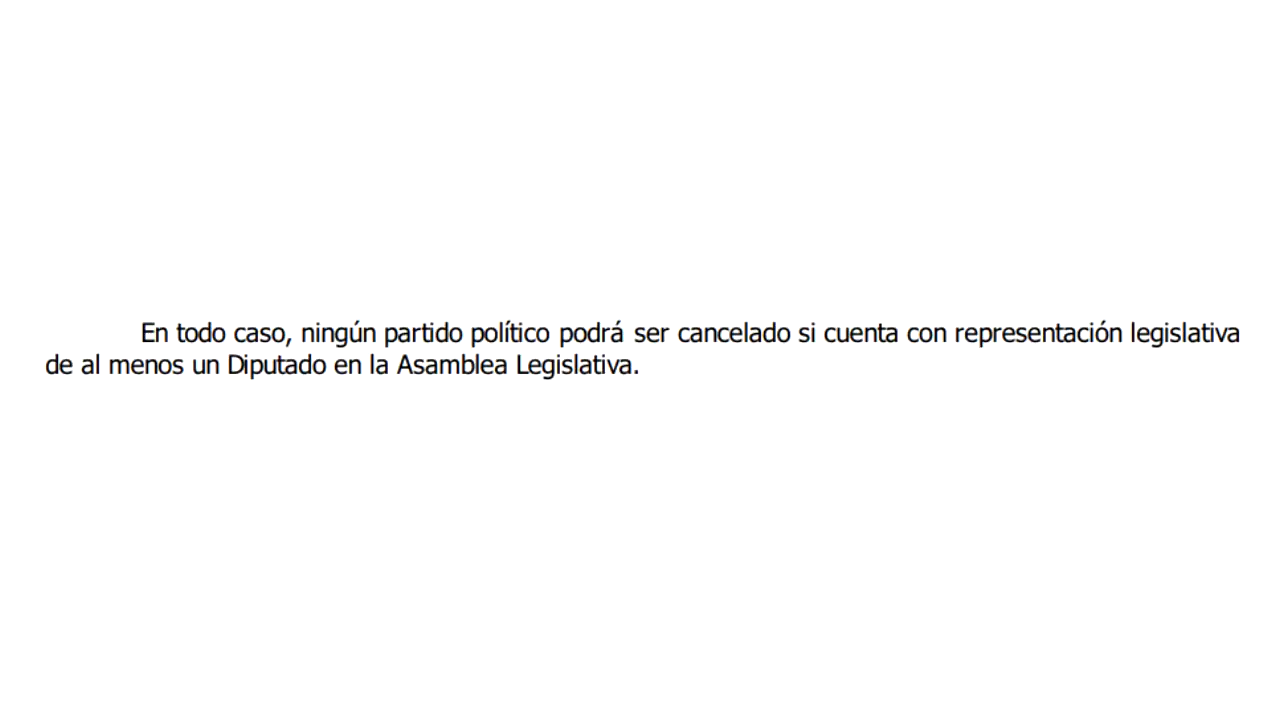 En todo caso, ningún partido político podrá ser cancelado si cuenta con representación legislativa
de al menos un Diputado en la Asamblea Legislativa.